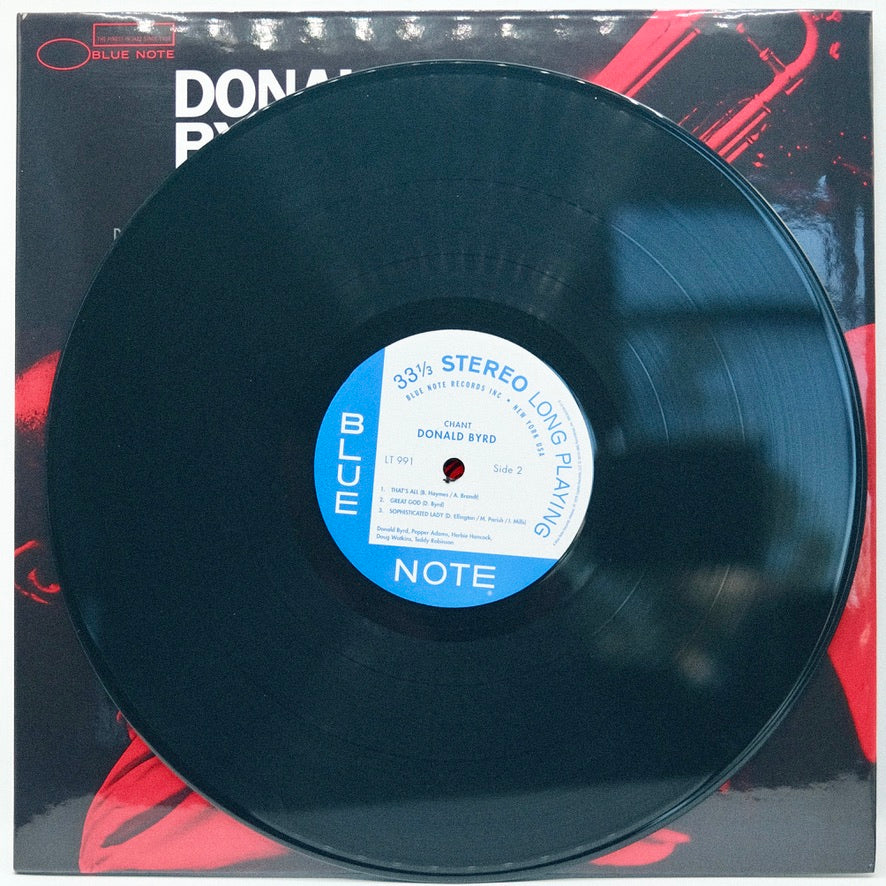 THE FINEST IN JAZZ SINCE 1939
BLUE NOTE
DONAL
BY
33⅓ STEREO LONG PLAYING
BLUE NOTE RECORDS INC • NEW YORK USA
CHANT
DONALD BYRD
LT 991
Side 2
1. THAT'S ALL (B. Haymes / A. Brandt)
2. GREAT GOD (D. Byrd)
3. SOPHISTICATED LADY (D. Ellington / M. Parish / I. Mills)
Donald Byrd, Pepper Adams, Herbie Hancock,
Doug Watkins, Teddy Robinson
BLUE
NOTE